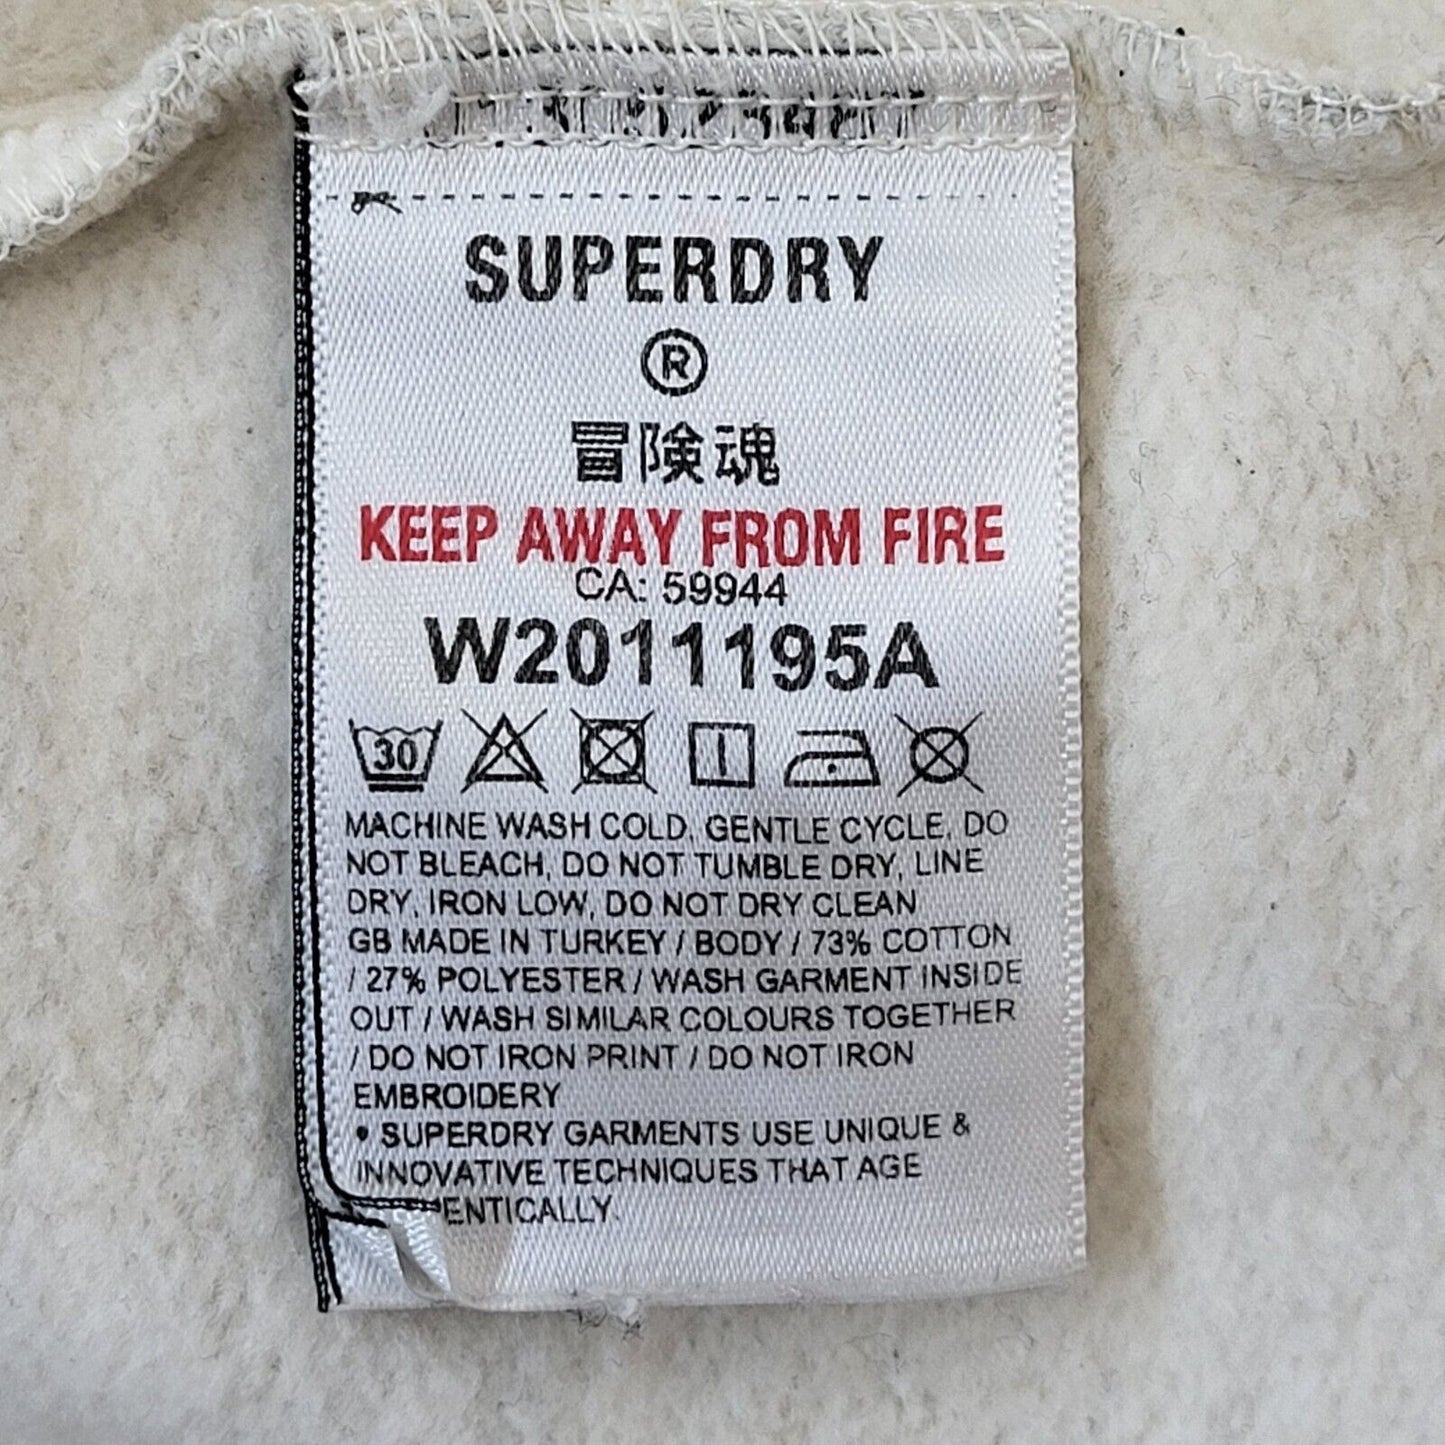 SUPERDRY
®
冒険魂
KEEP AWAY FROM FIRE
CA: 59944
W2011195A
30
MACHINE WASH COLD, GENTLE CYCLE, DO
NOT BLEACH, DO NOT TUMBLE DRY, LINE
DRY, IRON LOW, DO NOT DRY CLEAN
GB MADE IN TURKEY / BODY / 73% COTTON
/ 27% POLYESTER / WASH GARMENT INSIDE
OUT / WASH SIMILAR COLOURS TOGETHER
/ DO NOT IRON PRINT / DO NOT IRON
EMBROIDERY
• SUPERDRY GARMENTS USE UNIQUE &
INNOVATIVE TECHNIQUES THAT AGE
ENTICALLY.